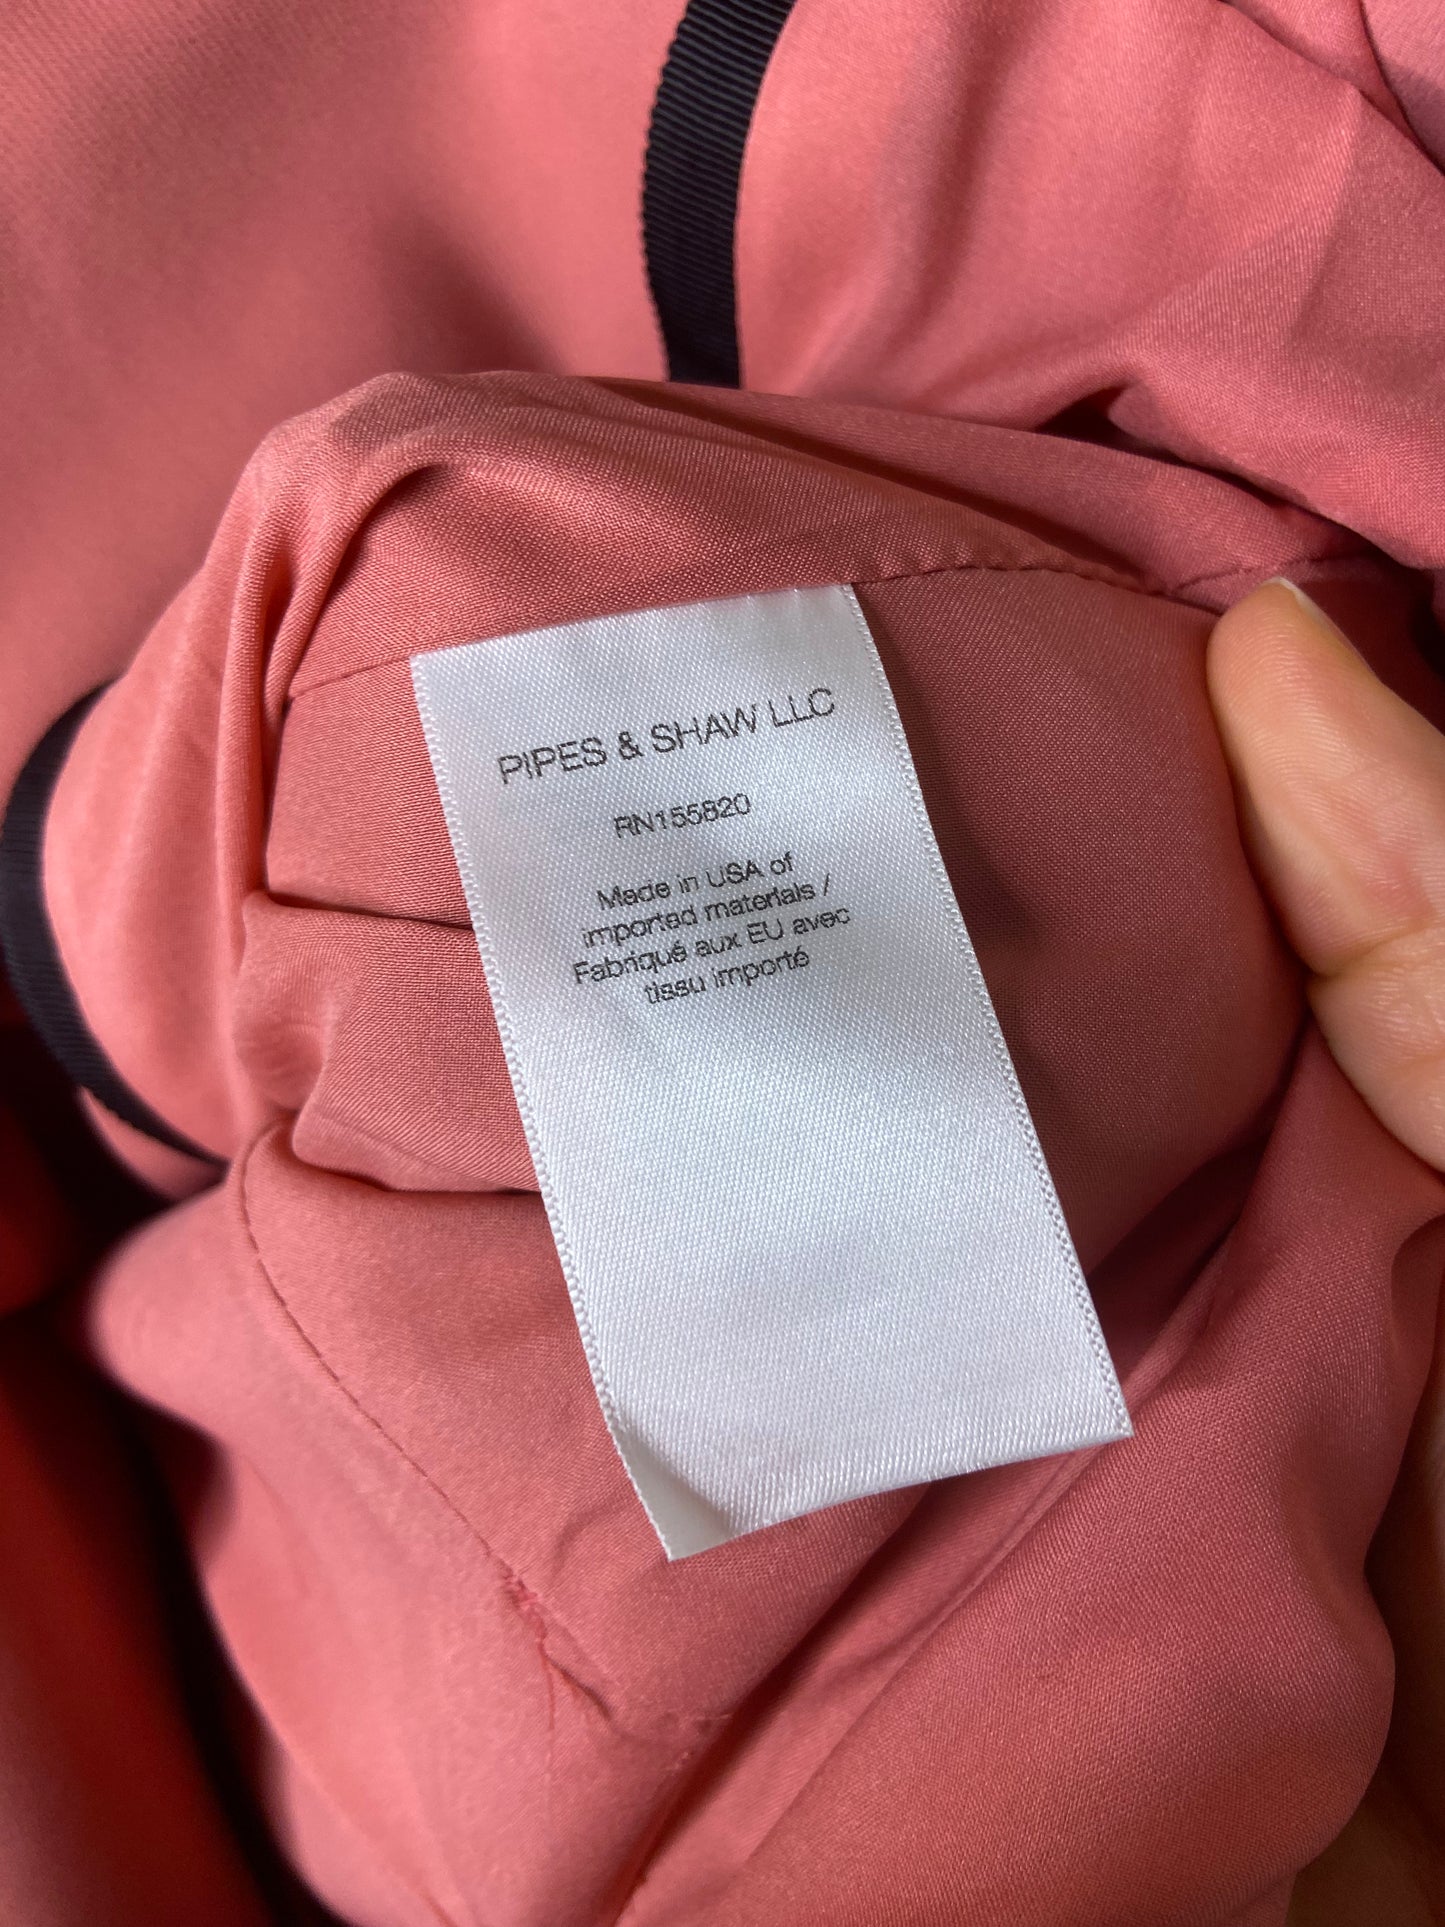 PIPES & SHAW LLC
RN155820
Made in USA of
imported materials /
Fabriqué aux EU avec
tissu importé